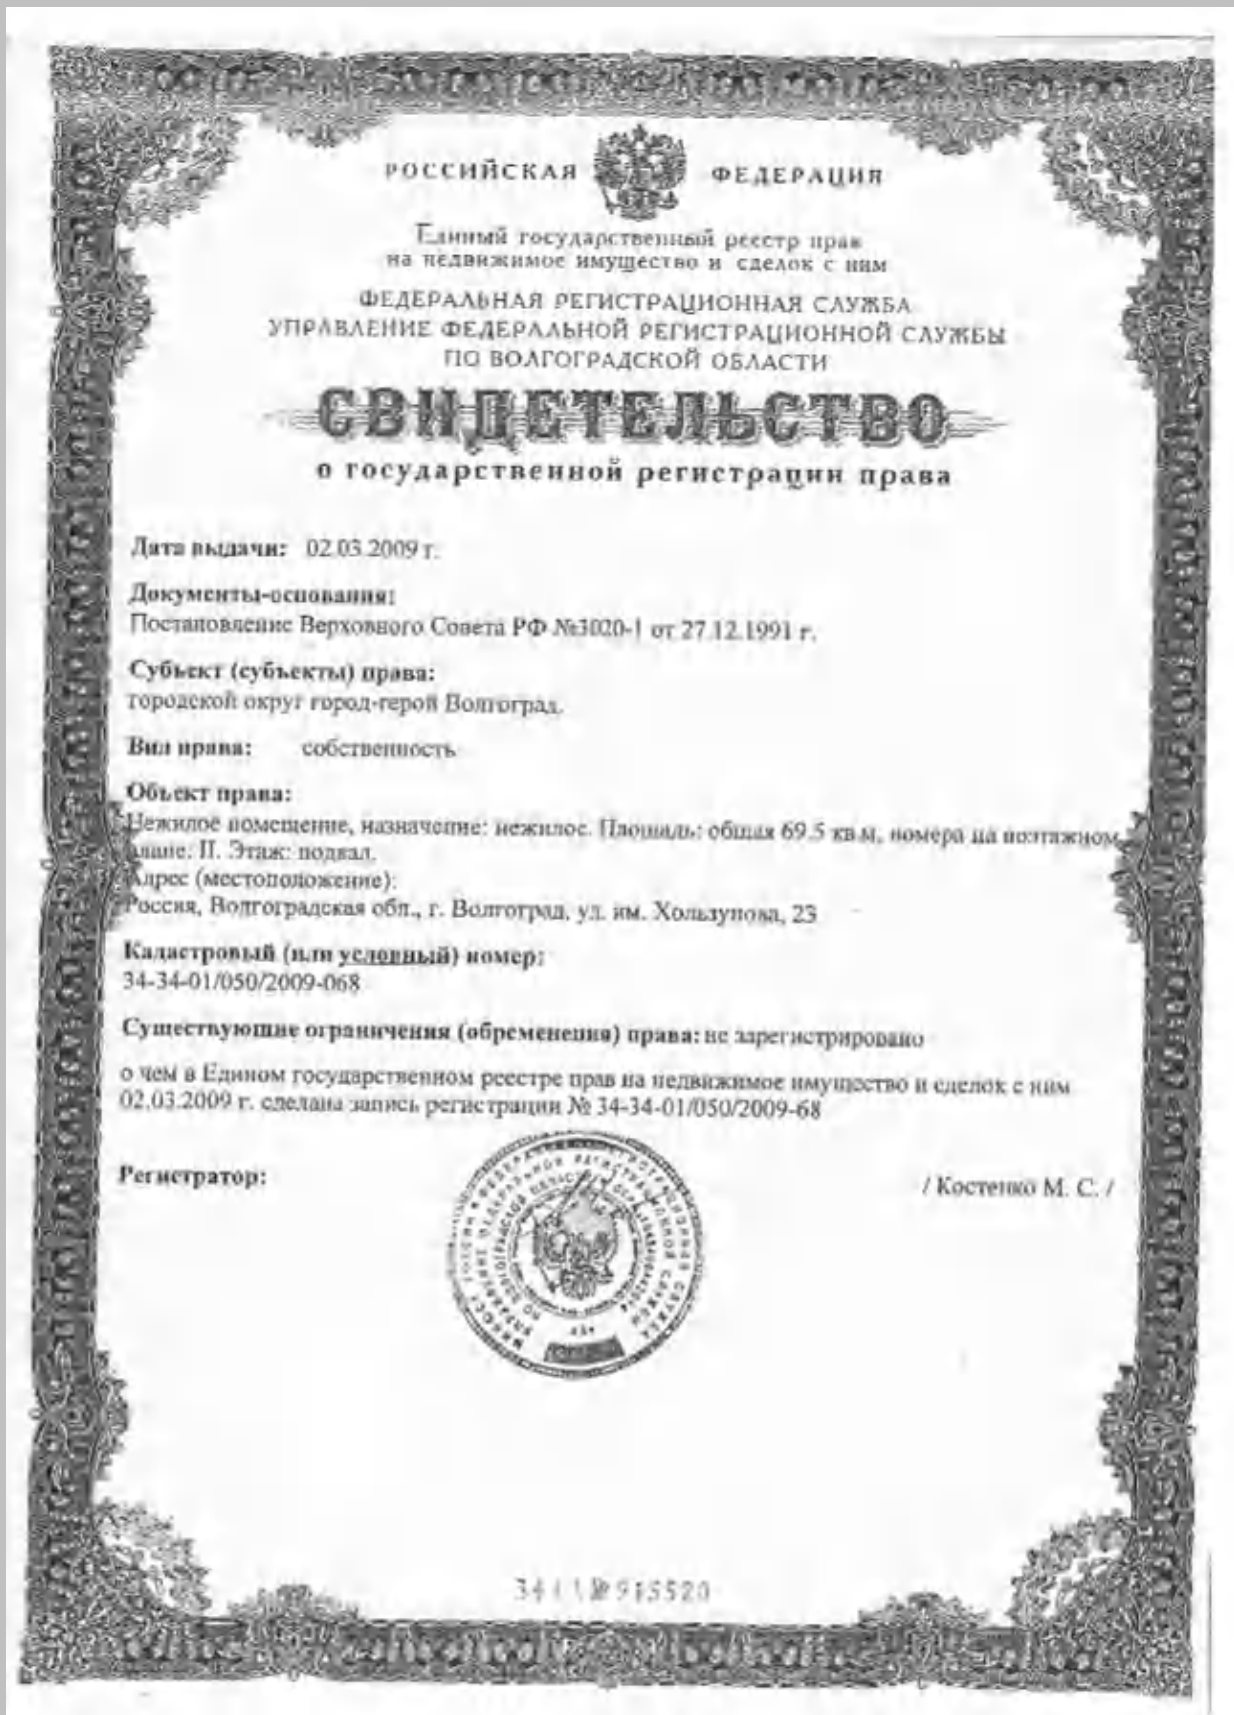 РОССИЙСКАЯ ФЕДЕРАЦИЯ
Единый государственный реестр прав
на недвижимое имущество и сделок с ним
ФЕДЕРАЛЬНАЯ РЕГИСТРАЦИОННАЯ СЛУЖБА
УПРАВЛЕНИЕ ФЕДЕРАЛЬНОЙ РЕГИСТРАЦИОННОЙ СЛУЖБЫ
ПО ВОЛГОГРАДСКОЙ ОБЛАСТИ
СВИДЕТЕЛЬСТВО
о государственной регистрации права
Дата выдачи: 02.03.2009 г.
Документы-основания:
Постановление Верховного Совета РФ №3020-1 от 27.12.1991 г.
Субъект (субъекты) права:
городской округ город-герой Волгоград.
Вид права: собственность
Объект права:
Нежилое помещение, назначение: нежилое. Площадь: общая 69.5 кв.м, номера на поэтажном
плане: II. Этаж: подвал.
Адрес (местоположение):
Россия, Волгоградская обл., г. Волгоград, ул. им. Хользунова, 23
Кадастровый (или условный) номер:
34-34-01/050/2009-068
Существующие ограничения (обременения) права: не зарегистрировано
о чем в Едином государственном реестре прав на недвижимое имущество и сделок с ним
02.03.2009 г. сделана запись регистрации № 34-34-01/050/2009-68
Регистратор: / Костенко М. С. /
№ 915520